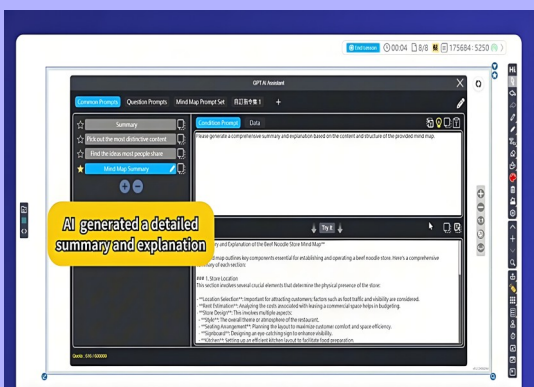 End Lesson 00:04 8/8 175684: 5250
GPT AI Assistant
Common Prompts Question Prompts Mind Map Prompt Set 自訂指令集 1 +
Summary
Pick out the most distinctive content
Find the ideas most people share
Mind Map Summary
Condition Prompt Data
Please generate a comprehensive summary and explanation based on the content and structure of the provided mind map.
AI generated a detailed
summary and explanation
Try It
and Explanation of the Beef Noodle Store Mind Map**
map outlines key components essential for establishing and operating a beef noodle store. Here's a comprehensive
summary of each section:
### 1. Store Location
This section involves several crucial elements that determine the physical presence of the store:
- **Location Selection**: Important for attracting customers; factors such as foot traffic and visibility are considered.
- **Rent Estimation**: Analyzing the costs associated with leasing a commercial space helps in budgeting.
- **Store Design**: This involves multiple aspects:
- **Style**: The overall theme or atmosphere of the restaurant.
- **Seating Arrangement**: Planning the layout to maximize customer comfort and space efficiency.
- **Signboard**: Designing an eye-catching sign to enhance visibility.
- **Kitchen**: Setting up an efficient kitchen layout to facilitate food preparation.